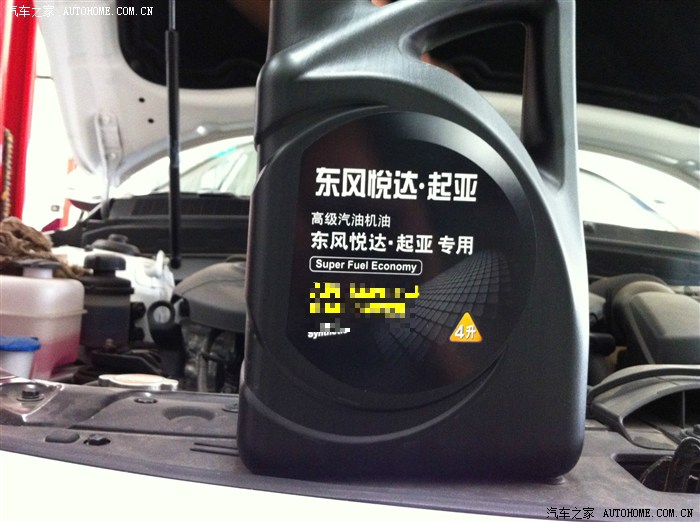 汽车之家 AUTOHOME.COM.CN
东风悦达·起亚
高级汽油机油
东风悦达·起亚 专用
Super Fuel Economy
4升
汽车之家 AUTOHOME.COM.CN